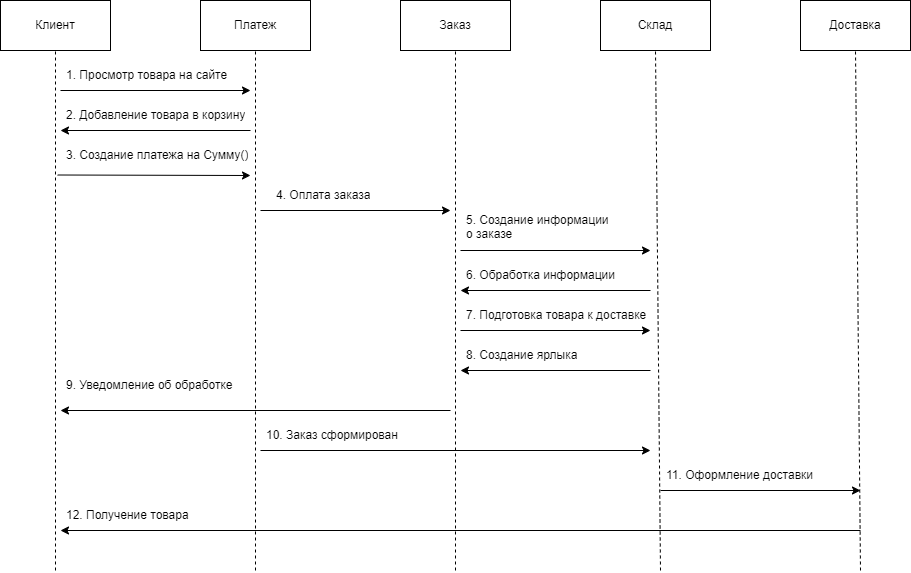 Клиент
Платеж
Заказ
Склад
Доставка
1. Просмотр товара на сайте
2. Добавление товара в корзину
3. Создание платежа на Сумму()
4. Оплата заказа
5. Создание информации
о заказе
6. Обработка информации
7. Подготовка товара к доставке
8. Создание ярлыка
9. Уведомление об обработке
10. Заказ сформирован
11. Оформление доставки
12. Получение товара